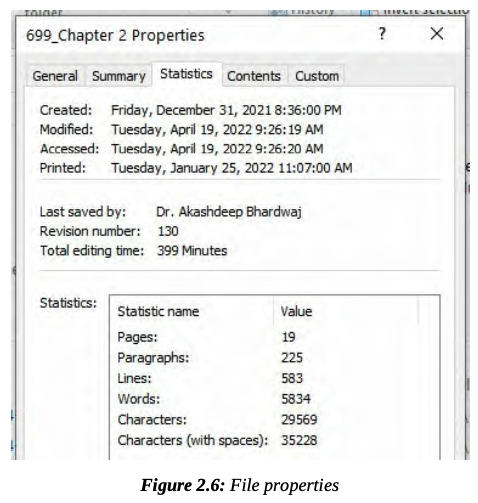 folder
History
Invert selectio
699_Chapter 2 Properties ? ×
General Summary Statistics Contents Custom
Created: Friday, December 31, 2021 8:36:00 PM
Modified: Tuesday, April 19, 2022 9:26:19 AM
Accessed: Tuesday, April 19, 2022 9:26:20 AM
Printed: Tuesday, January 25, 2022 11:07:00 AM
Last saved by: Dr. Akashdeep Bhardwaj
Revision number: 130
Total editing time: 399 Minutes
Statistics:
Statistic name Value
Pages: 19
Paragraphs: 225
Lines: 583
Words: 5834
Characters: 29569
Characters (with spaces): 35228
Figure 2.6: File properties